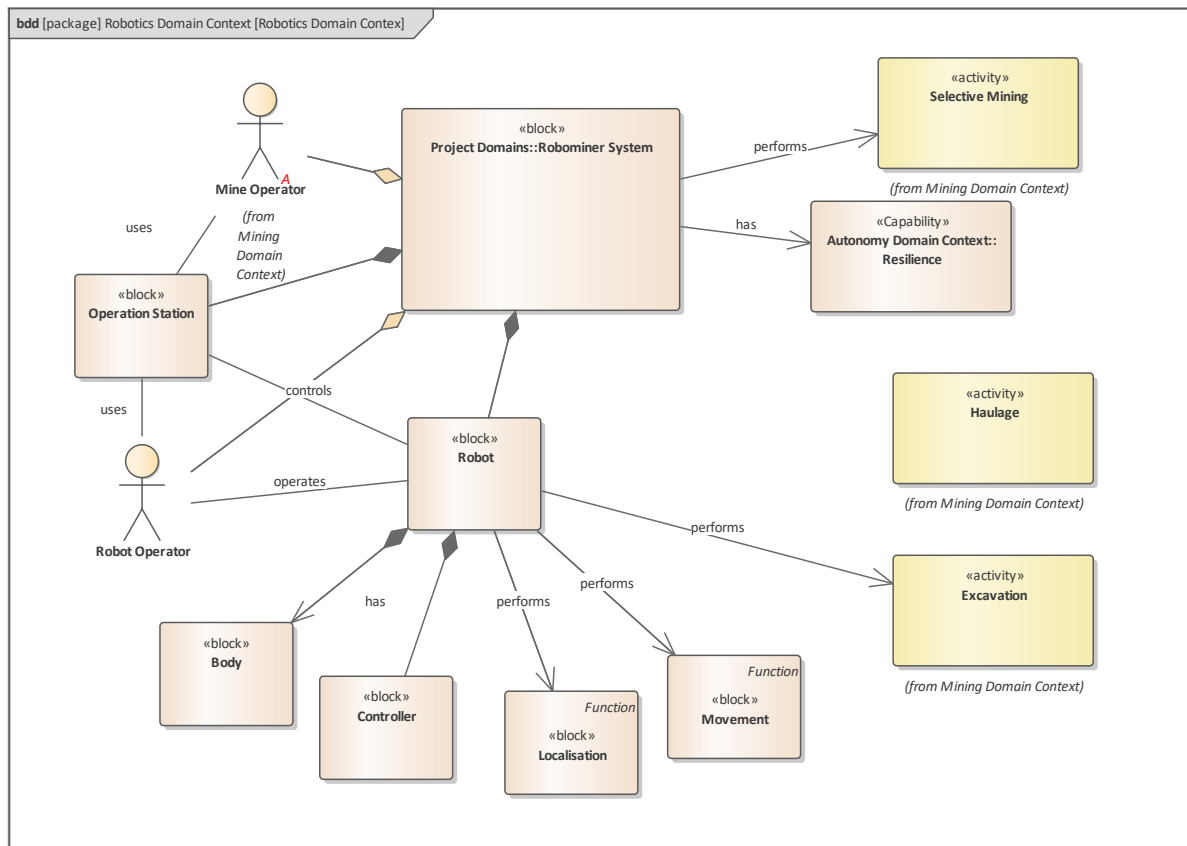 bdd [package] Robotics Domain Context [Robotics Domain Contex]
«activity»
Selective Mining
(from Mining Domain Context)
«block»
Project Domains::Robominer System
performs
has
A
Mine Operator
(from
Mining
Domain
Context)
uses
«Capability»
Autonomy Domain Context::
Resilience
«block»
Operation Station
controls
uses
«activity»
Haulage
(from Mining Domain Context)
«block»
Robot
operates
Robot Operator
performs
«activity»
Excavation
(from Mining Domain Context)
has
performs
performs
«block»
Body
«block»
Controller
Function
«block»
Localisation
Function
«block»
Movement